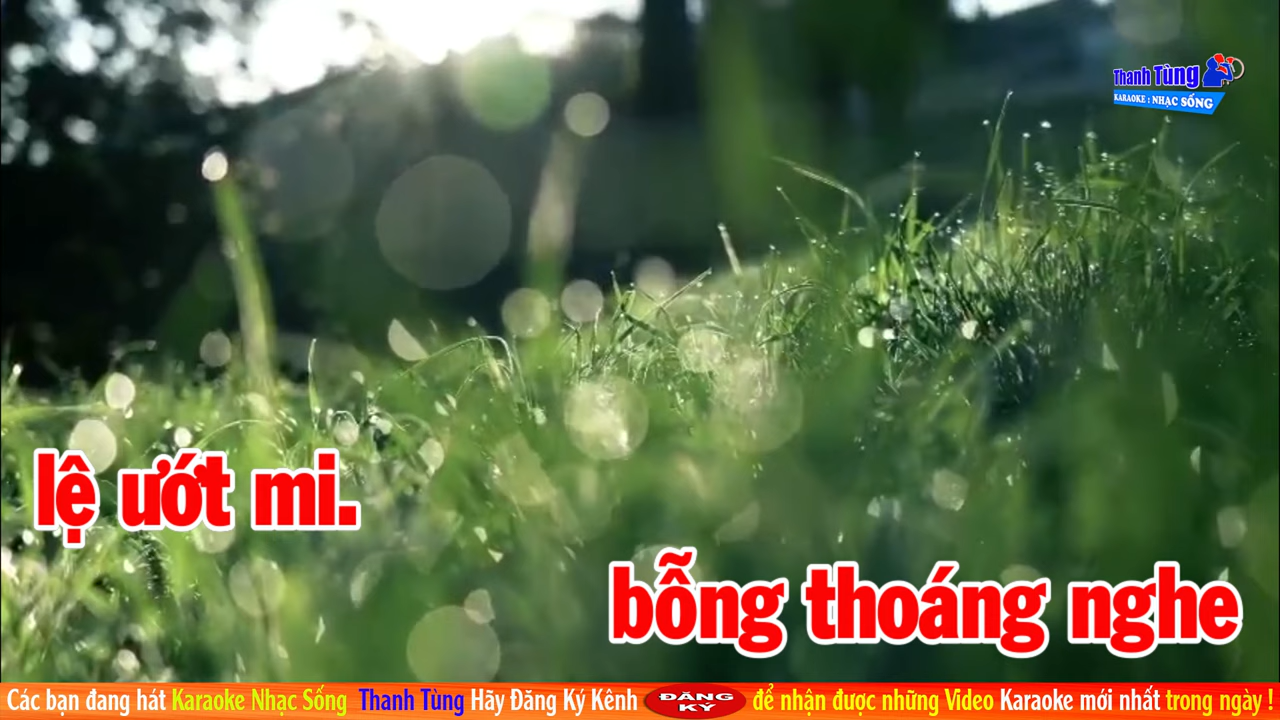 Thanh Tùng
KARAOKE : NHẠC SỐNG
lệ ướt mi.
bỗng thoáng nghe
Các bạn đang hát Karaoke Nhạc Sống Thanh Tùng Hãy Đăng Ký Kênh ĐĂNG KÝ để nhận được những Video Karaoke mới nhất trong ngày !